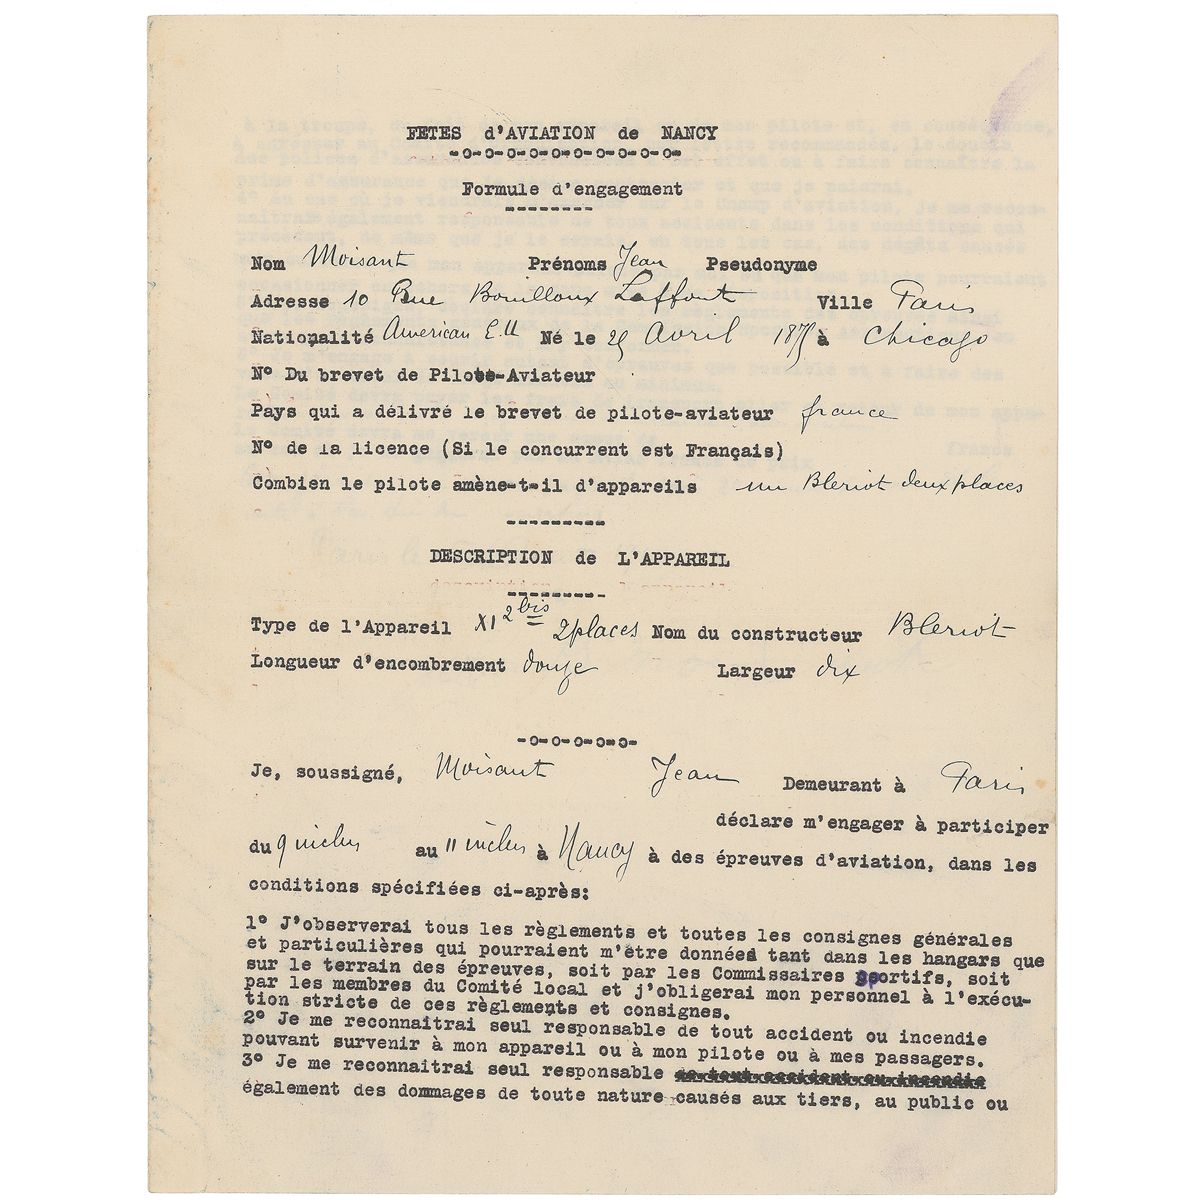 FETES d'AVIATION de NANCY
-o-o-o-o-o-o-o-o-o-o-
Formule d'engagement
---------
Nom Moisant Prénoms Jean Pseudonyme
Adresse 10 Rue Bouilloux Laffont Ville Paris
Nationalité American E.U Né le 25 Avril 1875 à Chicago
N° Du brevet de Pilote-Aviateur
Pays qui a délivré le brevet de pilote-aviateur france
N° de la licence (Si le concurrent est Français)
Combien le pilote amène-t-il d'appareils un Bleriot deux places
---------
DESCRIPTION de L'APPAREIL
---------
Type de l'Appareil XI 2 bis 2places Nom du constructeur Bleriot
Longueur d'encombrement douze Largeur dix
-o-o-o-o-o-
Je, soussigné, Moisant Jean Demeurant à Paris
déclare m'engager à participer
du 9 inclus au 11 inclus à Nancy à des épreuves d'aviation, dans les
conditions spécifiées ci-après:
1° J'observerai tous les règlements et toutes les consignes générales
et particulières qui pourraient m'être données tant dans les hangars que
sur le terrain des épreuves, soit par les Commissaires sportifs, soit
par les membres du Comité local et j'obligerai mon personnel à l'exécu-
tion stricte de ces règlements et consignes.
2° Je me reconnaitrai seul responsable de tout accident ou incendie
pouvant survenir à mon appareil ou à mon pilote ou à mes passagers.
3° Je me reconnaitrai seul responsable de tout accident ou incendie
également des dommages de toute nature causés aux tiers, au public ou